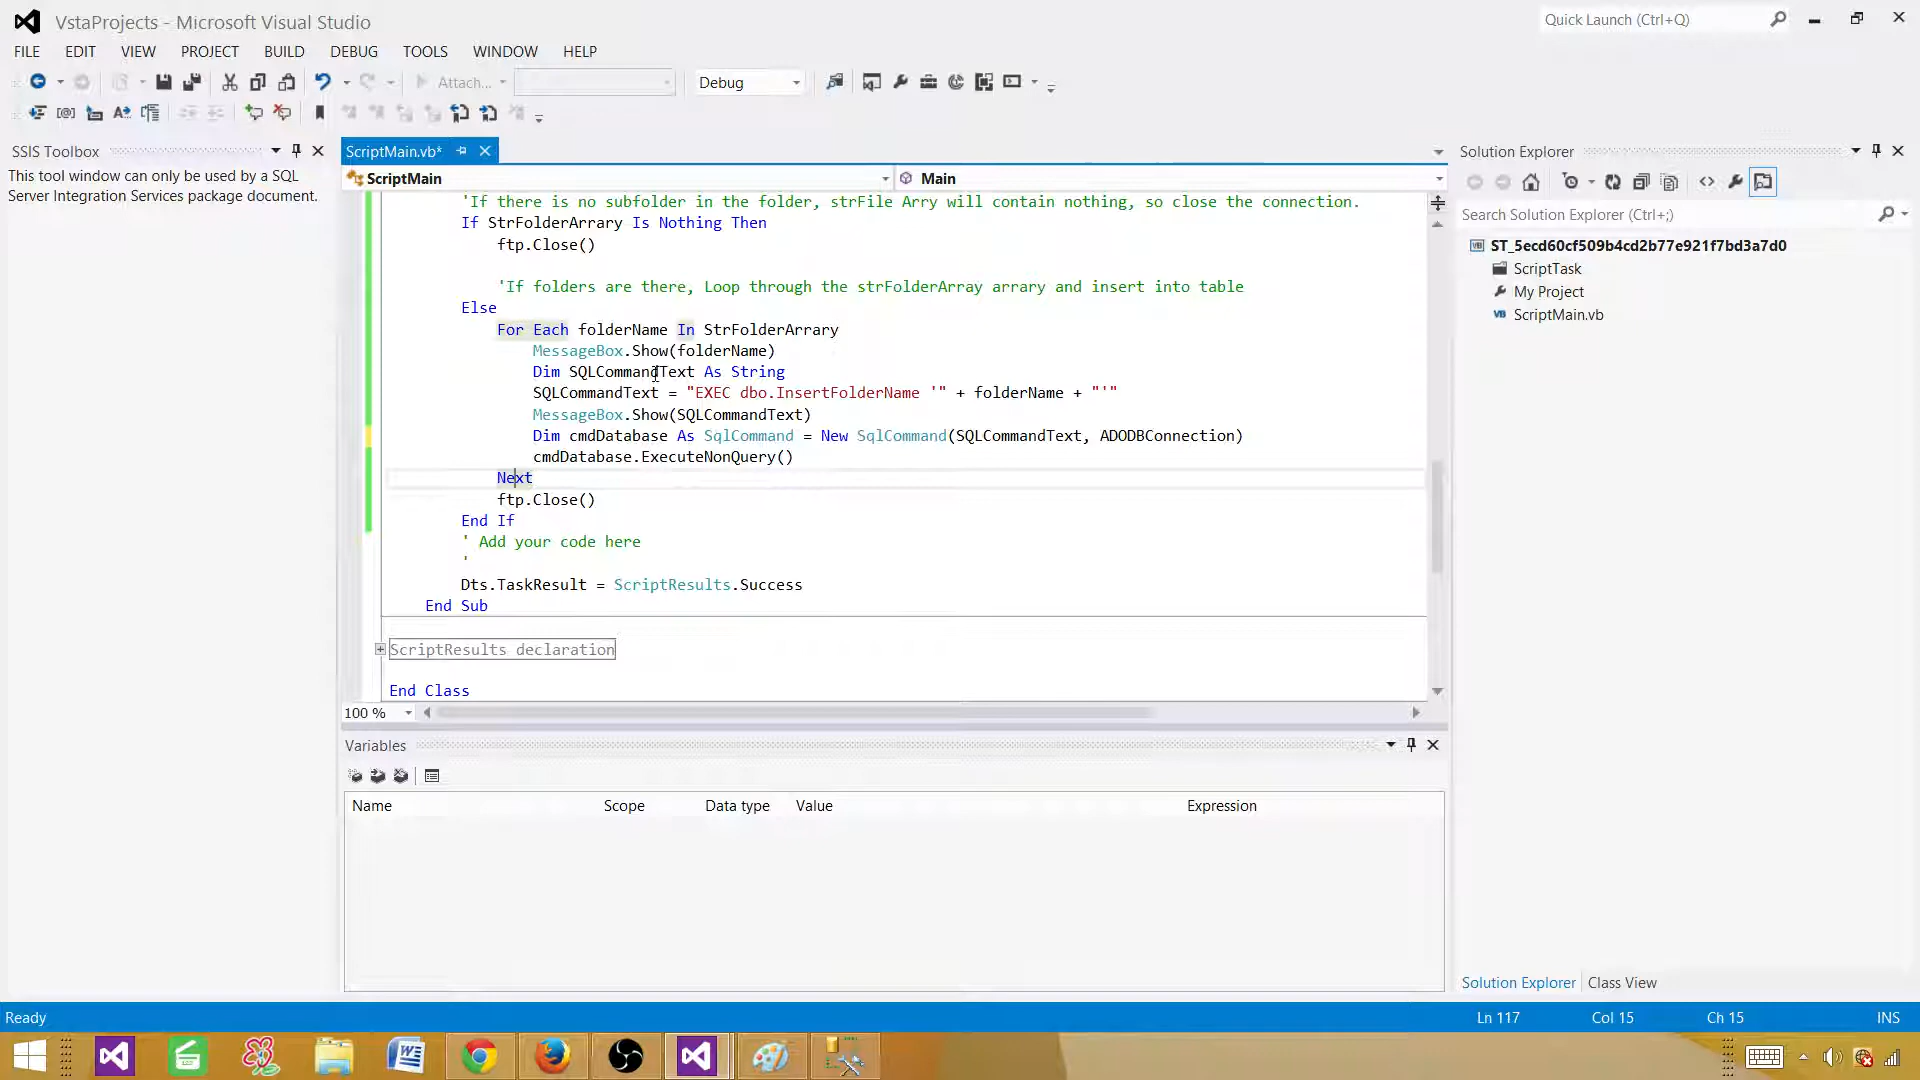 VstaProjects - Microsoft Visual Studio
Quick Launch (Ctrl+Q)
FILE EDIT VIEW PROJECT BUILD DEBUG TOOLS WINDOW HELP
Attach...
Debug
SSIS Toolbox
This tool window can only be used by a SQL
Server Integration Services package document.
ScriptMain.vb*
ScriptMain
Main
'If there is no subfolder in the folder, strFile Arry will contain nothing, so close the connection.
If StrFolderArrary Is Nothing Then
ftp.Close()
'If folders are there, Loop through the strFolderArray arrary and insert into table
Else
For Each folderName In StrFolderArrary
MessageBox.Show(folderName)
Dim SQLCommandText As String
SQLCommandText = "EXEC dbo.InsertFolderName '" + folderName + "'"
MessageBox.Show(SQLCommandText)
Dim cmdDatabase As SqlCommand = New SqlCommand(SQLCommandText, ADODBConnection)
cmdDatabase.ExecuteNonQuery()
Next
ftp.Close()
End If
' Add your code here
'
Dts.TaskResult = ScriptResults.Success
End Sub
ScriptResults declaration
End Class
100 %
Variables
Name Scope Data type Value Expression
Solution Explorer
Search Solution Explorer (Ctrl+;)
ST_5ecd60cf509b4cd2b77e921f7bd3a7d0
ScriptTask
My Project
ScriptMain.vb
Solution Explorer Class View
Ready
Ln 117 Col 15 Ch 15 INS